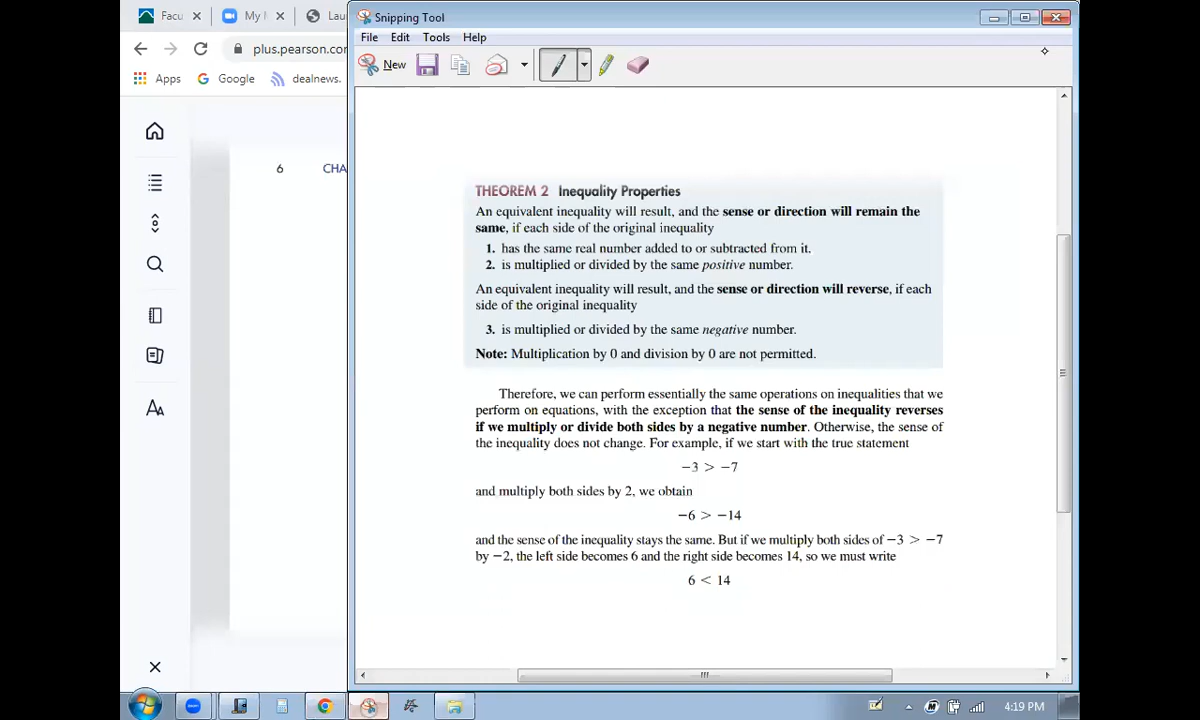 Facu
My I
Lau
Snipping Tool
File Edit Tools Help
plus.pearson.cor
New
Apps Google dealnews.
6 CHA
THEOREM 2 Inequality Properties
An equivalent inequality will result, and the sense or direction will remain the
same, if each side of the original inequality
1. has the same real number added to or subtracted from it.
2. is multiplied or divided by the same positive number.
An equivalent inequality will result, and the sense or direction will reverse, if each
side of the original inequality
3. is multiplied or divided by the same negative number.
Note: Multiplication by 0 and division by 0 are not permitted.
Therefore, we can perform essentially the same operations on inequalities that we
perform on equations, with the exception that the sense of the inequality reverses
if we multiply or divide both sides by a negative number. Otherwise, the sense of
the inequality does not change. For example, if we start with the true statement
−3 > −7
and multiply both sides by 2, we obtain
−6 > −14
and the sense of the inequality stays the same. But if we multiply both sides of −3 > −7
by −2, the left side becomes 6 and the right side becomes 14, so we must write
6 < 14
4:19 PM